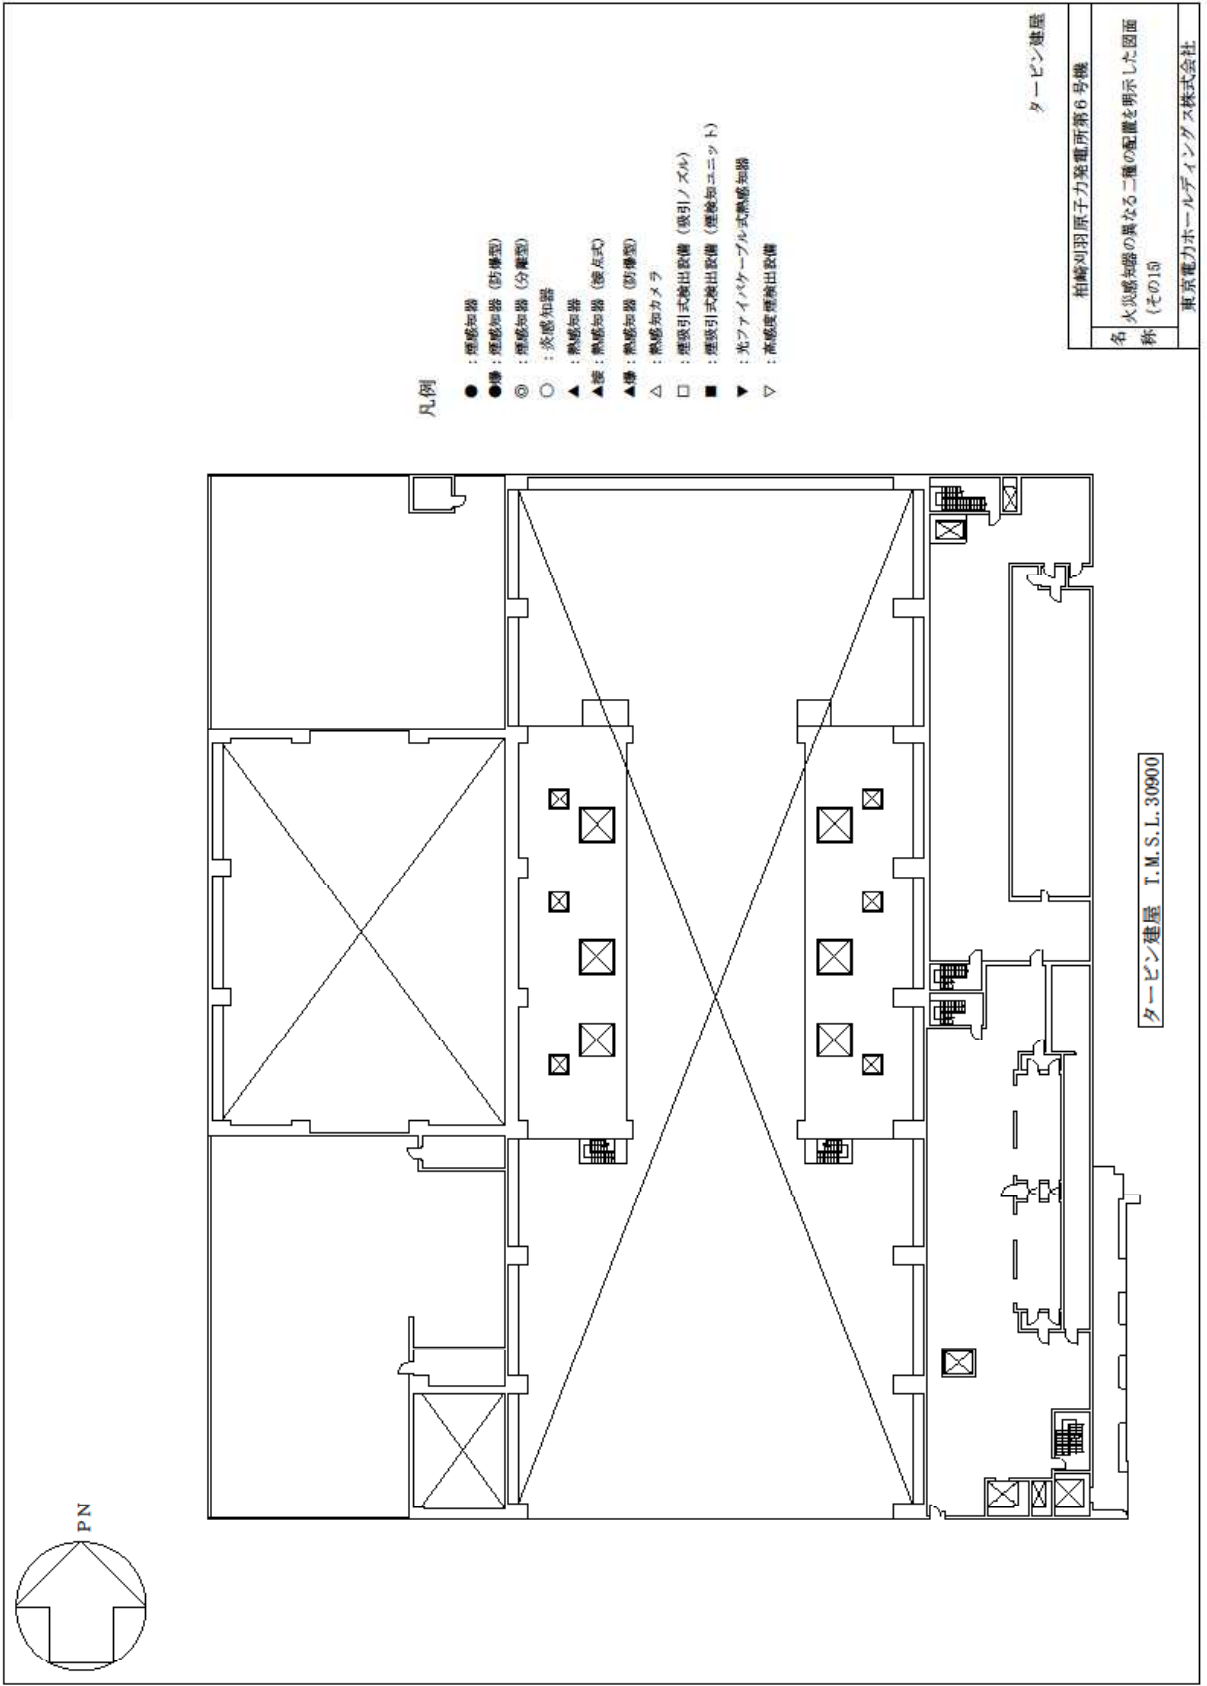 PN
凡例
● :煙感知器
●爆:煙感知器 (防爆型)
◎ :煙感知器 (分離型)
○ :炎感知器
▲ :熱感知器
▲接:熱感知器 (接点式)
▲爆:熱感知器 (防爆型)
△ :熱感知カメラ
□ :煙吸引式検出設備 (吸引ノズル)
■ :煙吸引式検出設備 (煙検知ユニット)
▼ :光ファイバケーブル式熱感知器
▽ :高感度煙検出設備
タービン建屋 T.M.S.L.30900
タービン建屋
柏崎刈羽原子力発電所第6号機
名称
火災感知器の異なる二種の配置を明示した図面
(その15)
東京電力ホールディングス株式会社